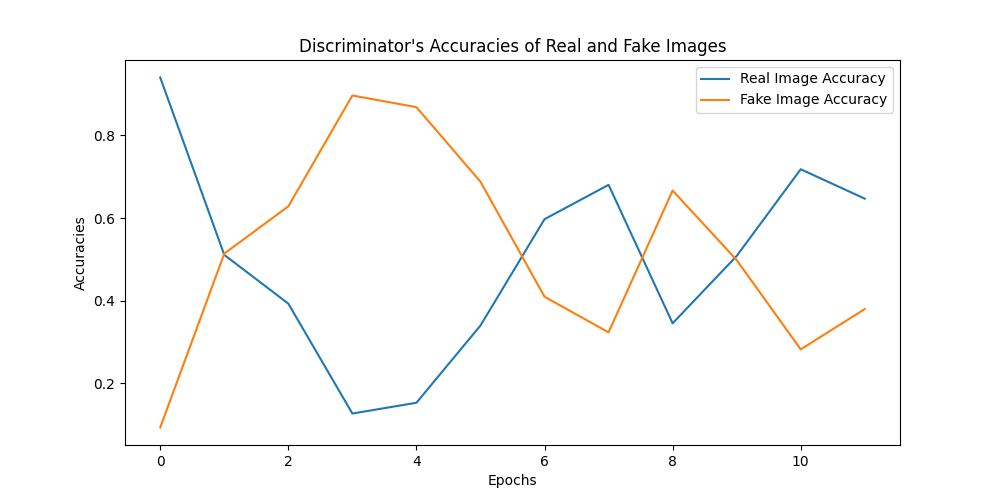 Discriminator's Accuracies of Real and Fake Images
Real Image Accuracy
Fake Image Accuracy
0.8
0.6
0.4
0.2
Accuracies
0 2 4 6 8 10
Epochs